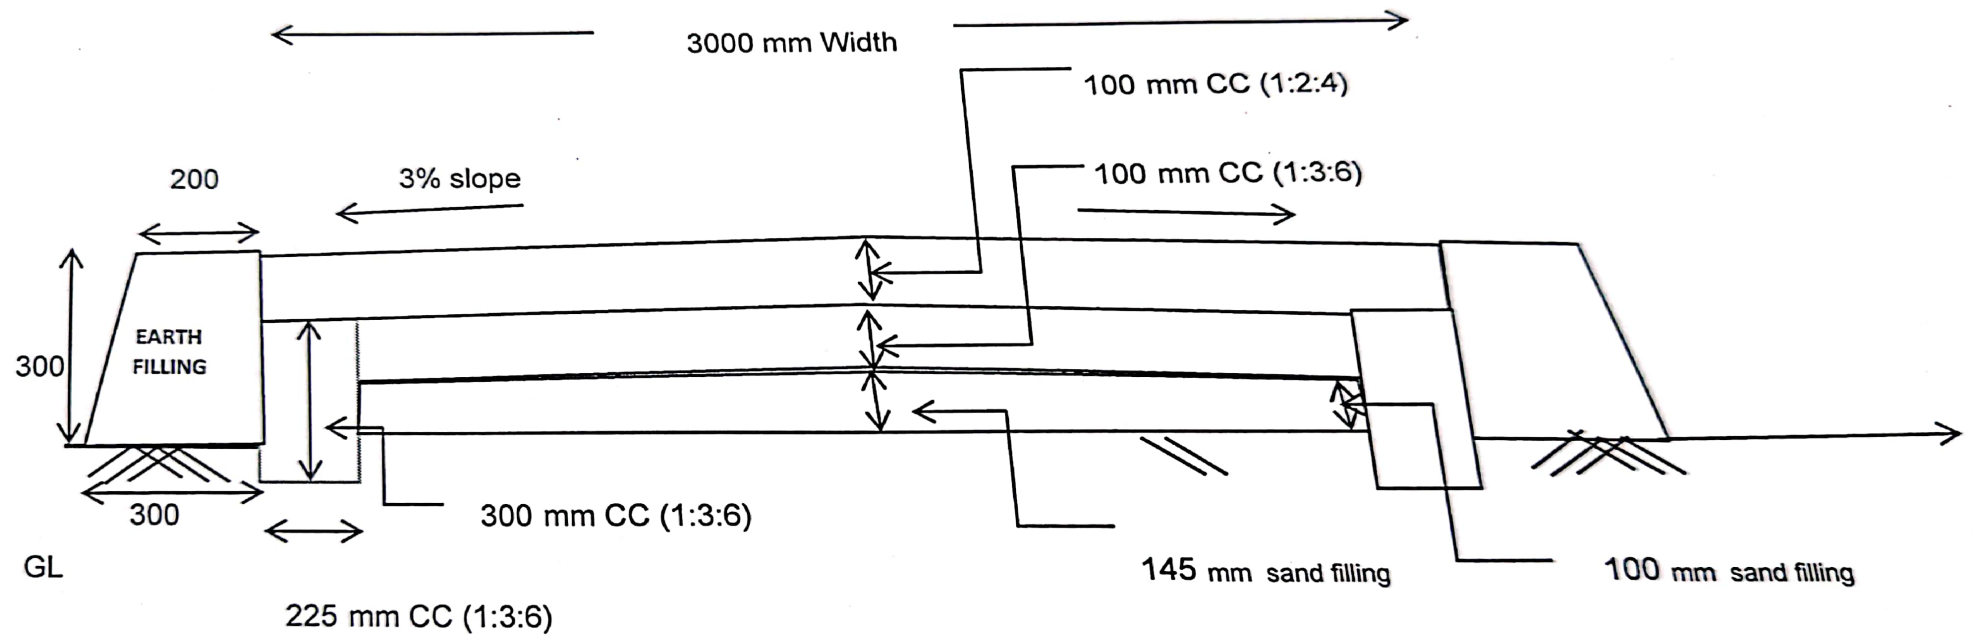 3000 mm Width
100 mm CC (1:2:4)
100 mm CC (1:3:6)
200
3% slope
EARTH
FILLING
300
300
300 mm CC (1:3:6)
GL
145 mm sand filling
100 mm sand filling
225 mm CC (1:3:6)